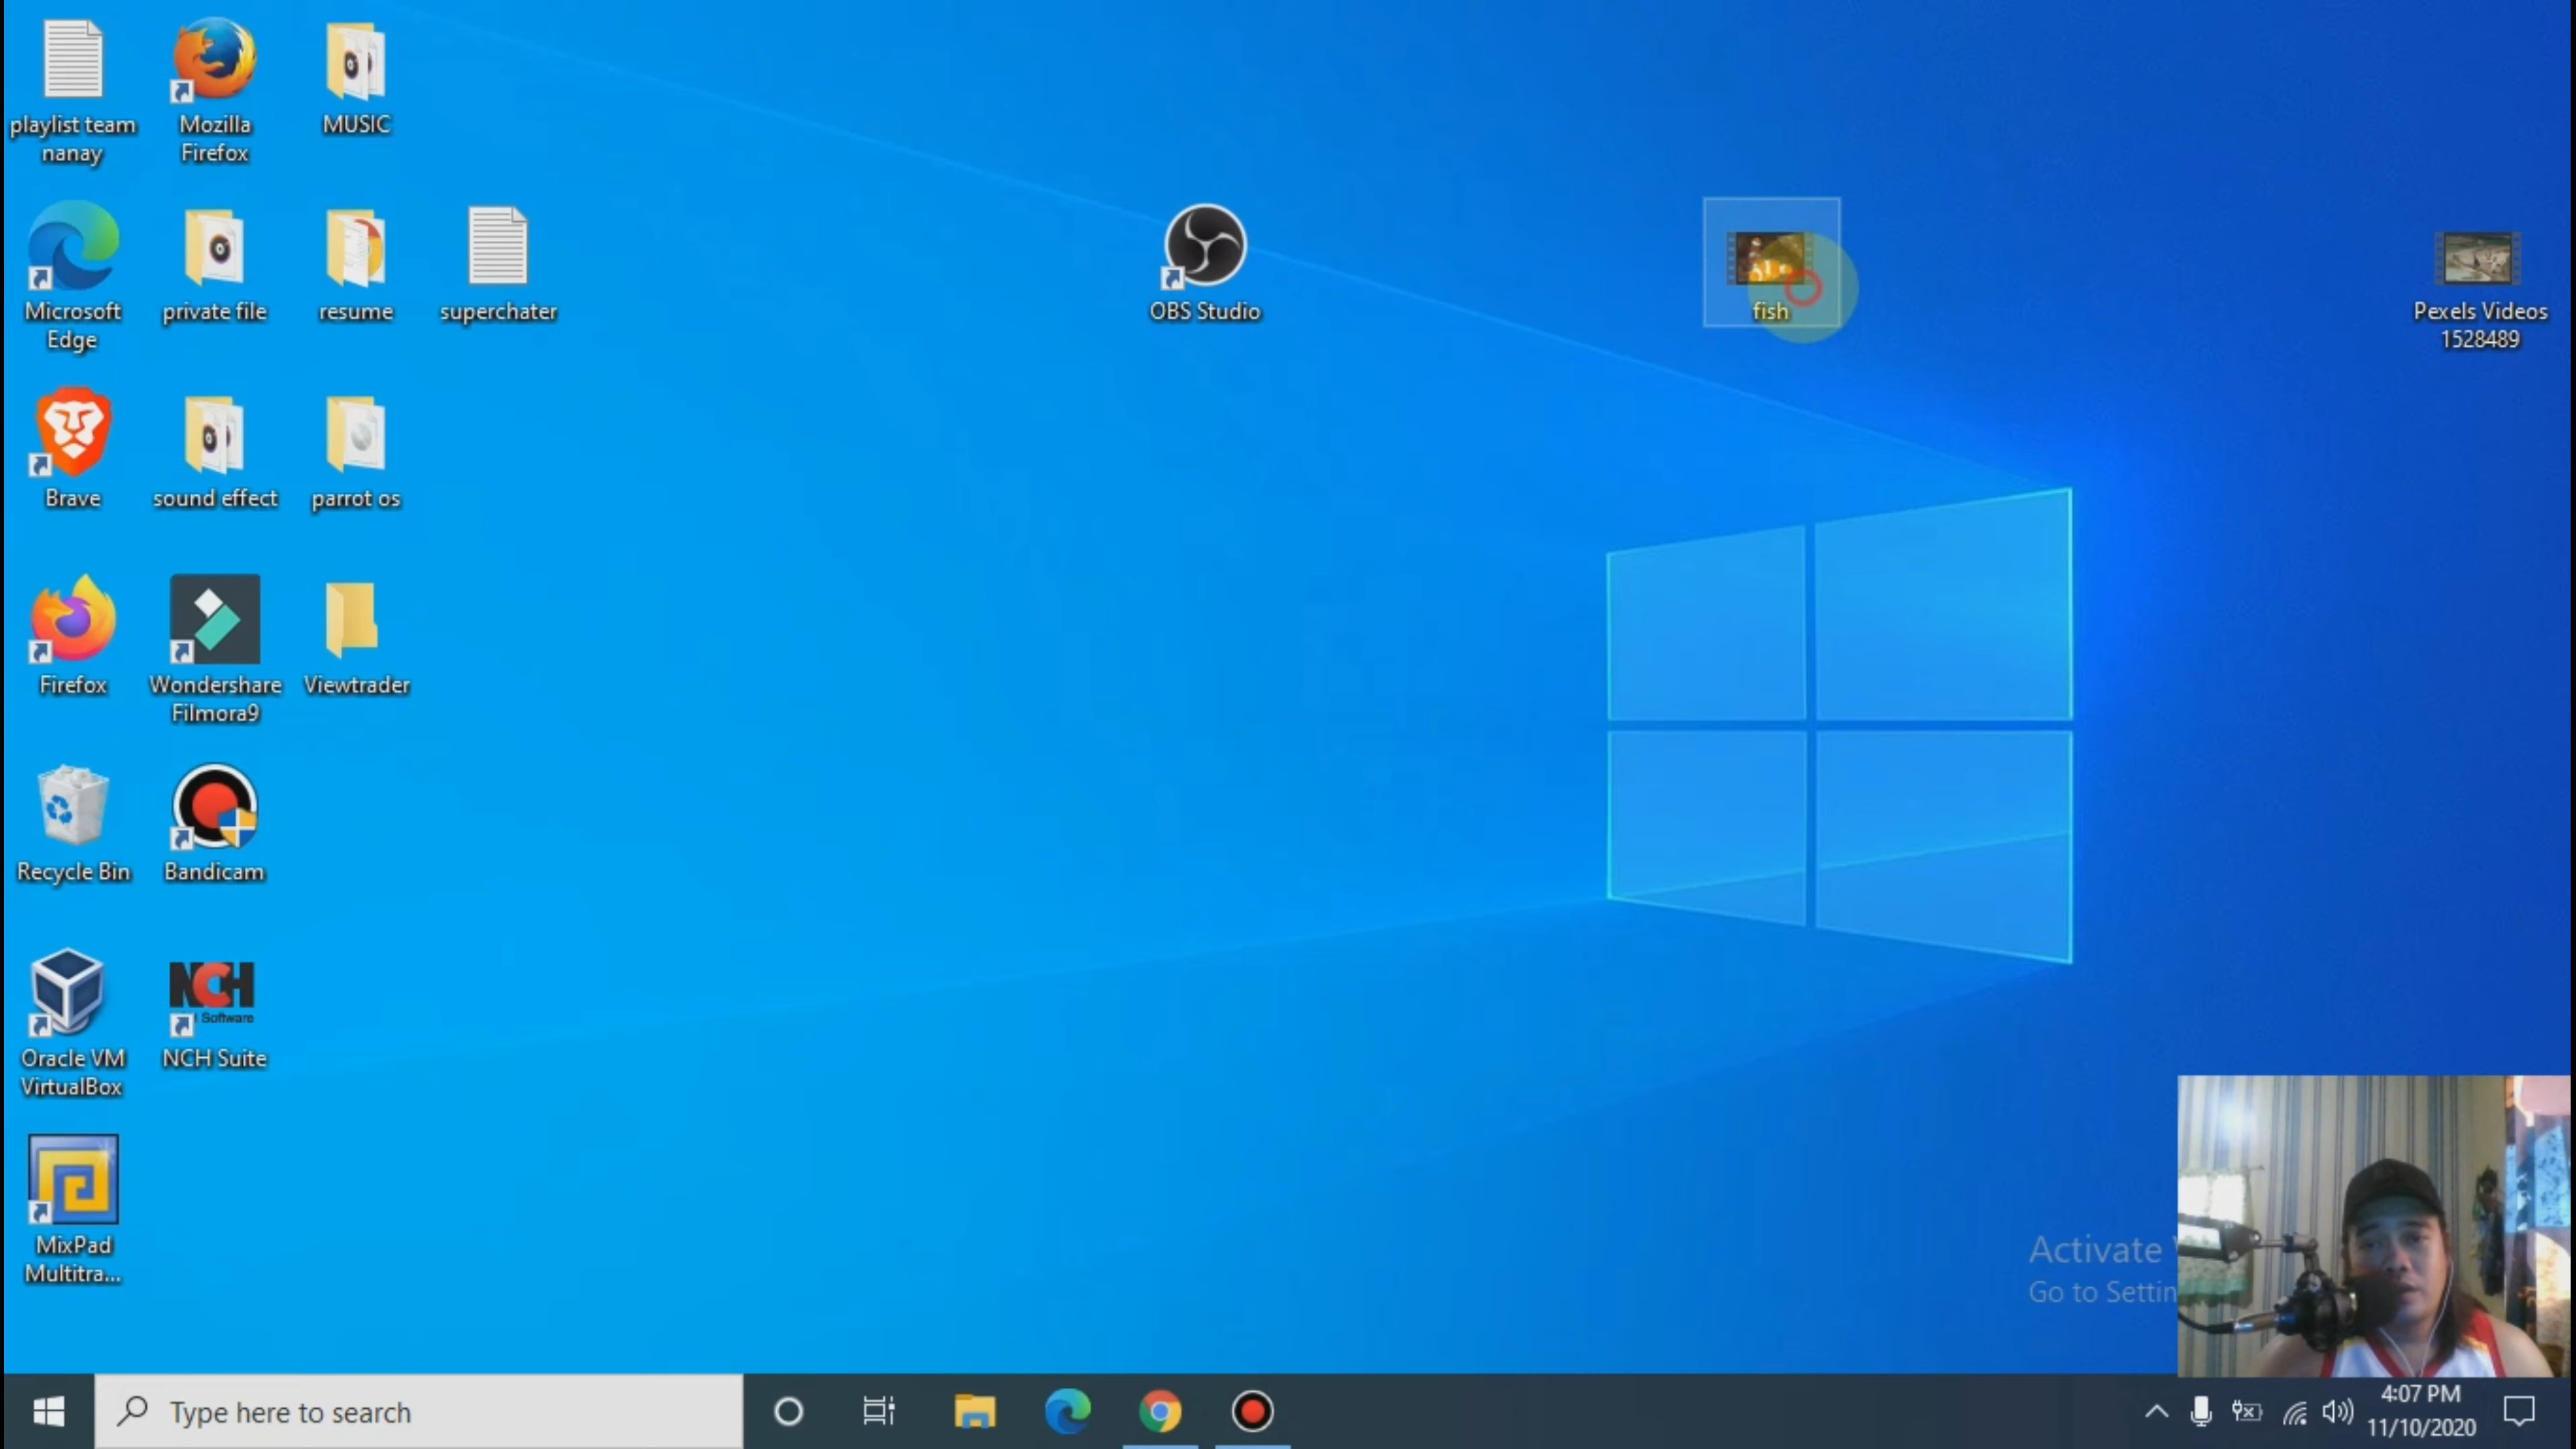 playlist team
nanay
Mozilla
Firefox
MUSIC
Microsoft
Edge
private file
resume
superchater
OBS Studio
fish
Pexels Videos
1528489
Brave
sound effect
parrot os
Firefox
Wondershare
Filmora9
Viewtrader
Recycle Bin
Bandicam
NCH
Software
Oracle VM
VirtualBox
NCH Suite
MixPad
Multitra...
Activate
Go to Settin
Type here to search
4:07 PM
11/10/2020